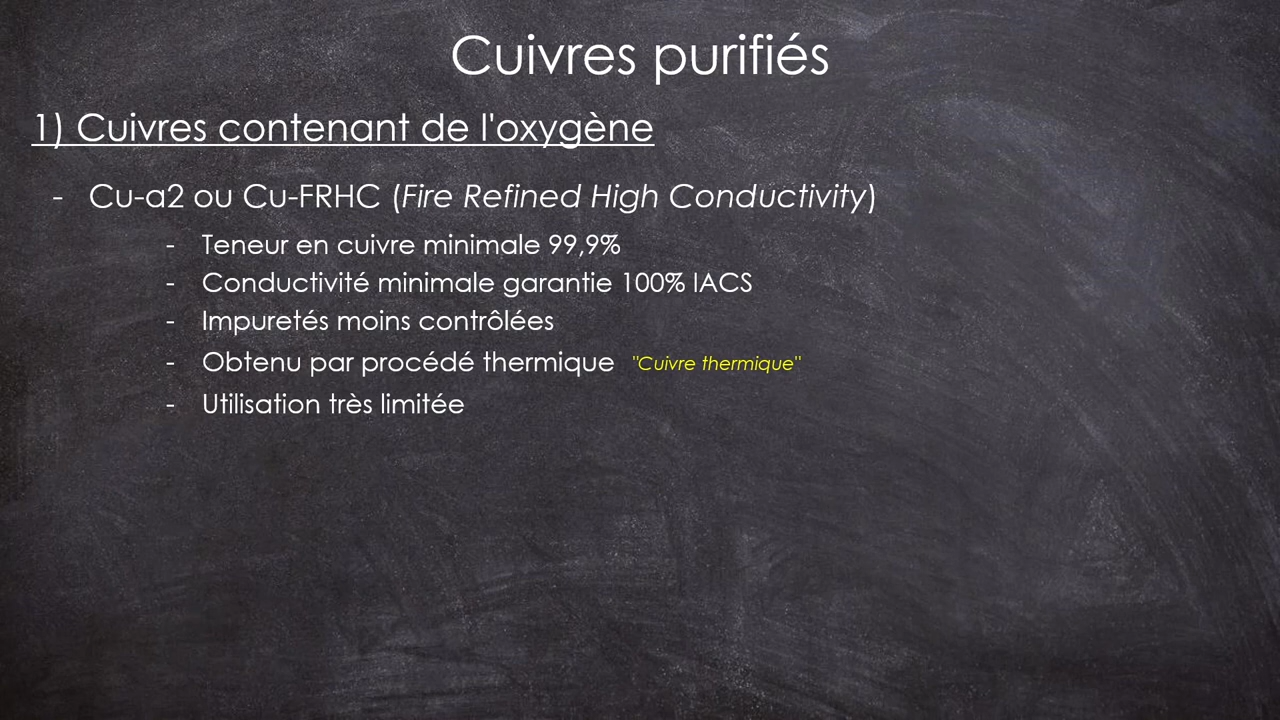 Cuivres purifiés
1) Cuivres contenant de l'oxygène
- Cu-a2 ou Cu-FRHC (Fire Refined High Conductivity)
- Teneur en cuivre minimale 99,9%
- Conductivité minimale garantie 100% IACS
- Impuretés moins contrôlées
- Obtenu par procédé thermique "Cuivre thermique"
- Utilisation très limitée